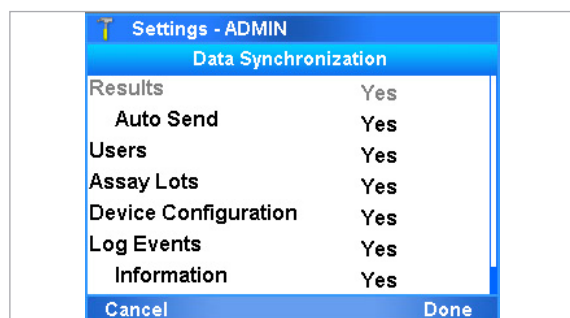 Settings - ADMIN
Data Synchronization
Results Yes
Auto Send Yes
Users Yes
Assay Lots Yes
Device Configuration Yes
Log Events Yes
Information Yes
Cancel Done